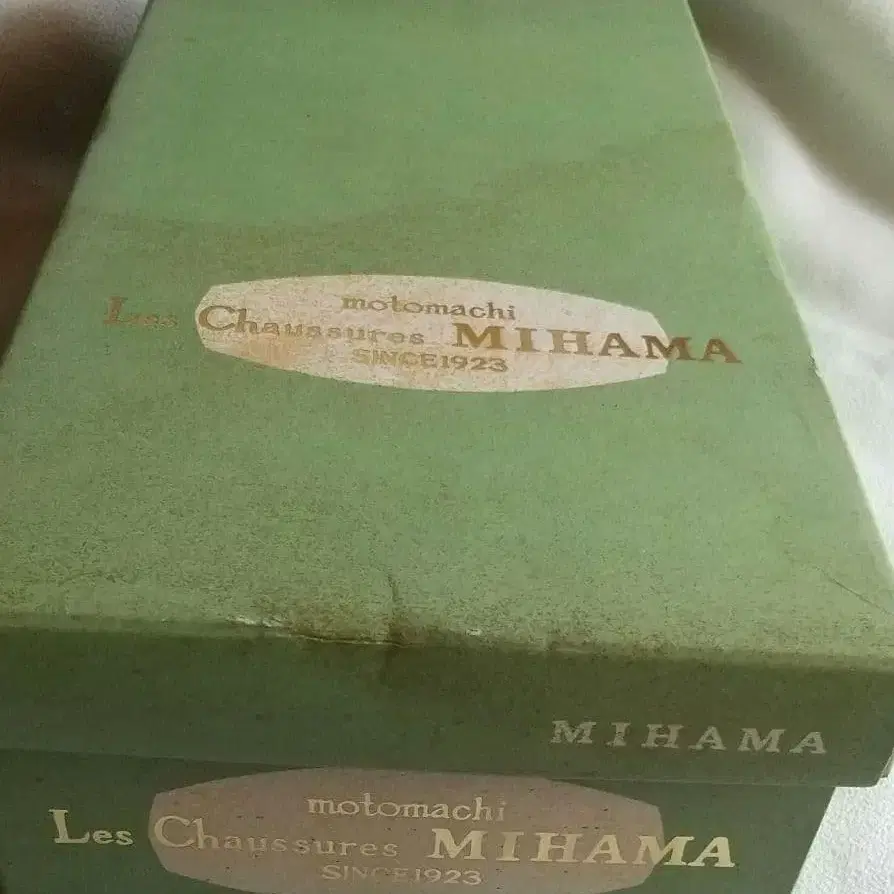 motomachi
Les Chaussures MIHAMA
SINCE1923
MIHAMA
motomachi
Les Chaussures MIHAMA
SINCE1923